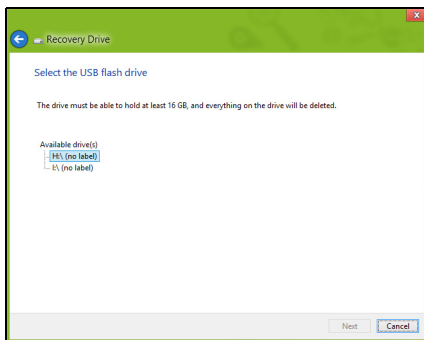 Recovery Drive
Select the USB flash drive
The drive must be able to hold at least 16 GB, and everything on the drive will be deleted.
Available drive(s)
H:\ (no label)
I:\ (no label)
Next
Cancel